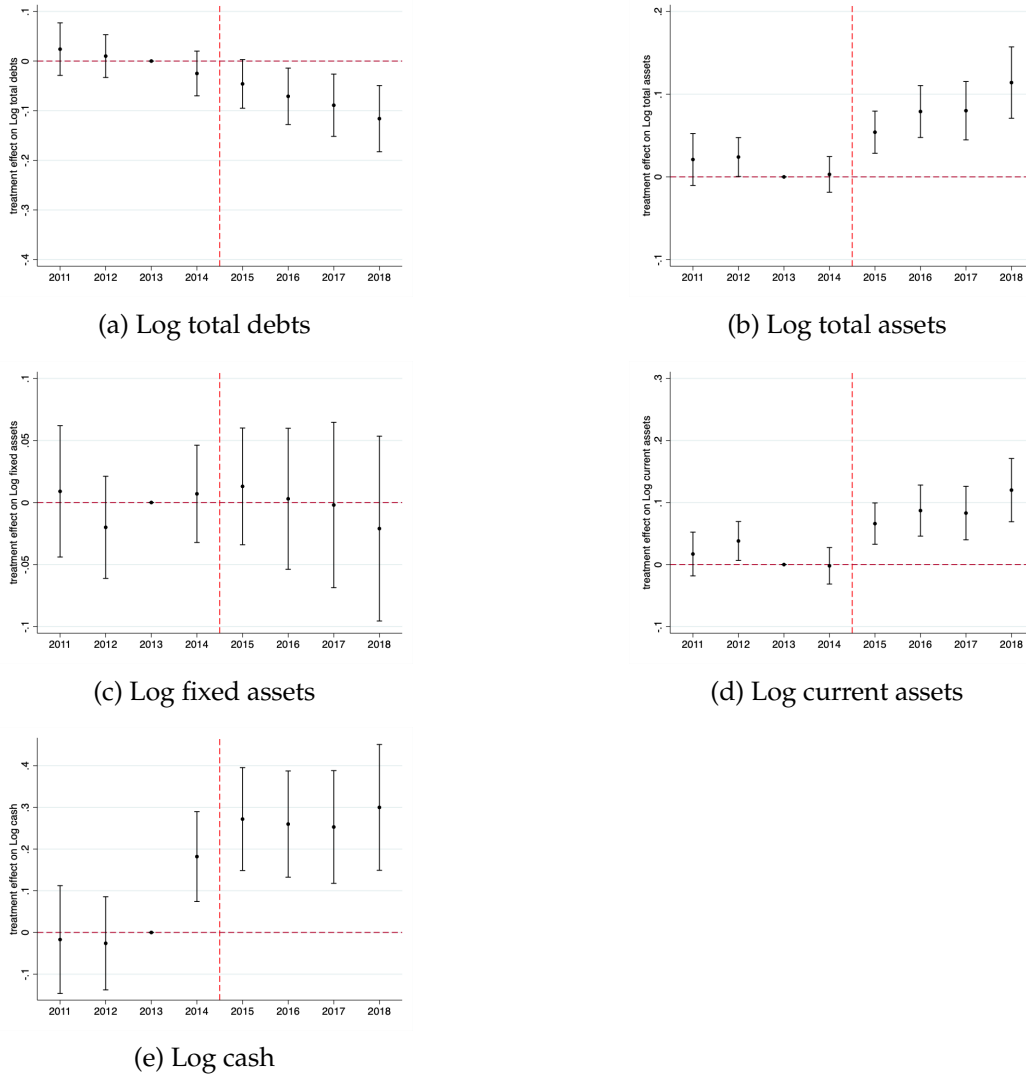 treatment effect on Log total debts
.1
0
-.1
-.2
-.3
-.4
2011 2012 2013 2014 2015 2016 2017 2018
(a) Log total debts
treatment effect on Log total assets
.2
.1
0
-.1
2011 2012 2013 2014 2015 2016 2017 2018
(b) Log total assets
treatment effect on Log fixed assets
.1
.05
0
-.05
-.1
2011 2012 2013 2014 2015 2016 2017 2018
(c) Log fixed assets
treatment effect on Log current assets
.3
.2
.1
0
-.1
2011 2012 2013 2014 2015 2016 2017 2018
(d) Log current assets
treatment effect on Log cash
.4
.3
.2
.1
0
-.1
2011 2012 2013 2014 2015 2016 2017 2018
(e) Log cash